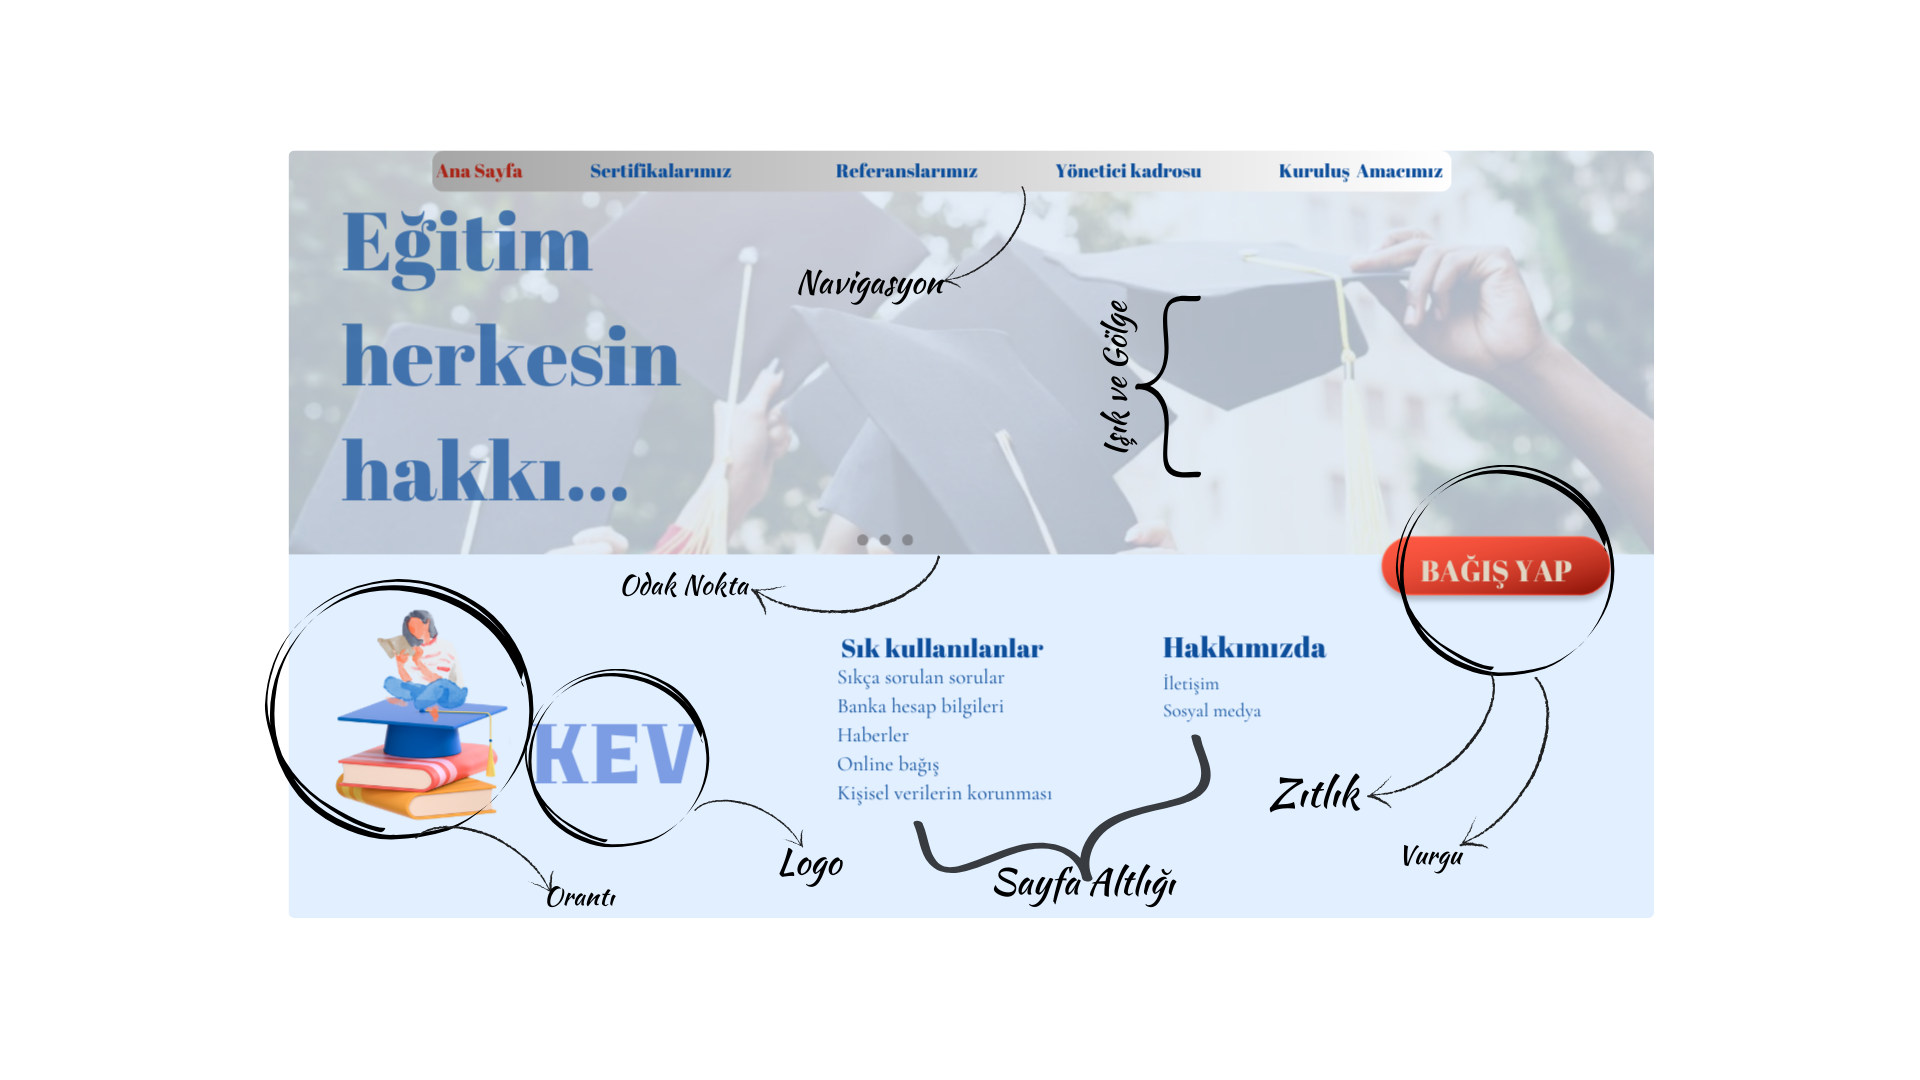 Ana Sayfa Sertifikalarımız Referanslarımız Yönetici kadrosu Kuruluş Amacımız
Eğitim
herkesin
hakkı...
Navigasyon
Işık ve Gölge
BAĞIŞ YAP
Odak Nokta
KEV
Sık kullanılanlar
Sıkça sorulan sorular
Banka hesap bilgileri
Haberler
Online bağış
Kişisel verilerin korunması
Hakkımızda
İletişim
Sosyal medya
Zıtlık
Vurgu
Logo
Sayfa Altlığı
Orantı